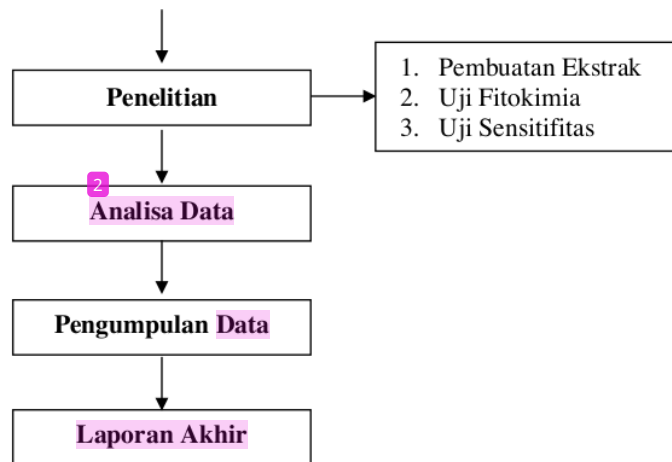 Penelitian
1. Pembuatan Ekstrak
2. Uji Fitokimia
3. Uji Sensitifitas
2
Analisa Data
Pengumpulan Data
Laporan Akhir